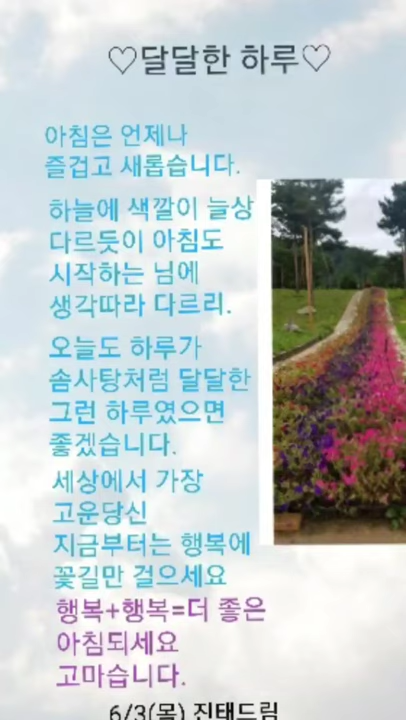 ♡달달한 하루♡
아침은 언제나
즐겁고 새롭습니다.
하늘에 색깔이 늘상
다르듯이 아침도
시작하는 님에
생각따라 다르리.
오늘도 하루가
솜사탕처럼 달달한
그런 하루였으면
좋겠습니다.
세상에서 가장
고운당신
지금부터는 행복에
꽃길만 걸으세요
행복+행복=더 좋은
아침되세요
고마습니다.
6/3(목) 진태드림